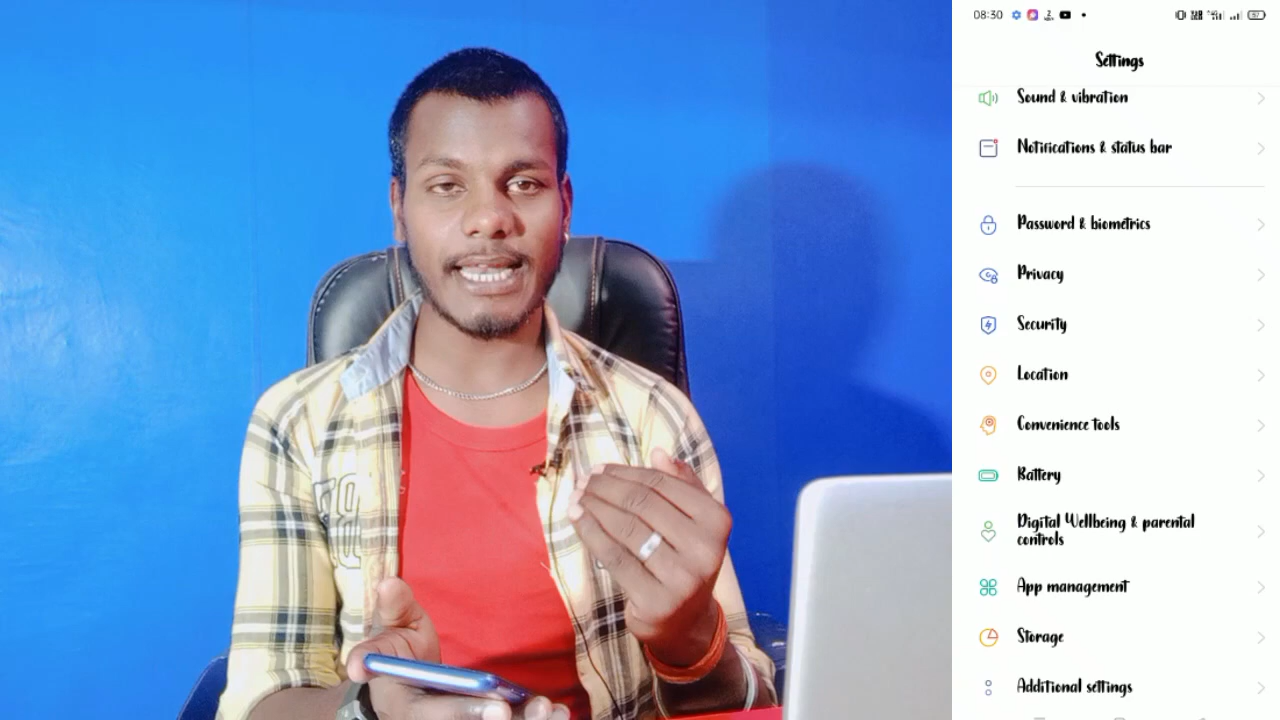 08:30
Settings
Sound & vibration
Notifications & status bar
Password & biometrics
Privacy
Security
Location
Convenience tools
Battery
Digital Wellbeing & parental
controls
App management
Storage
Additional settings